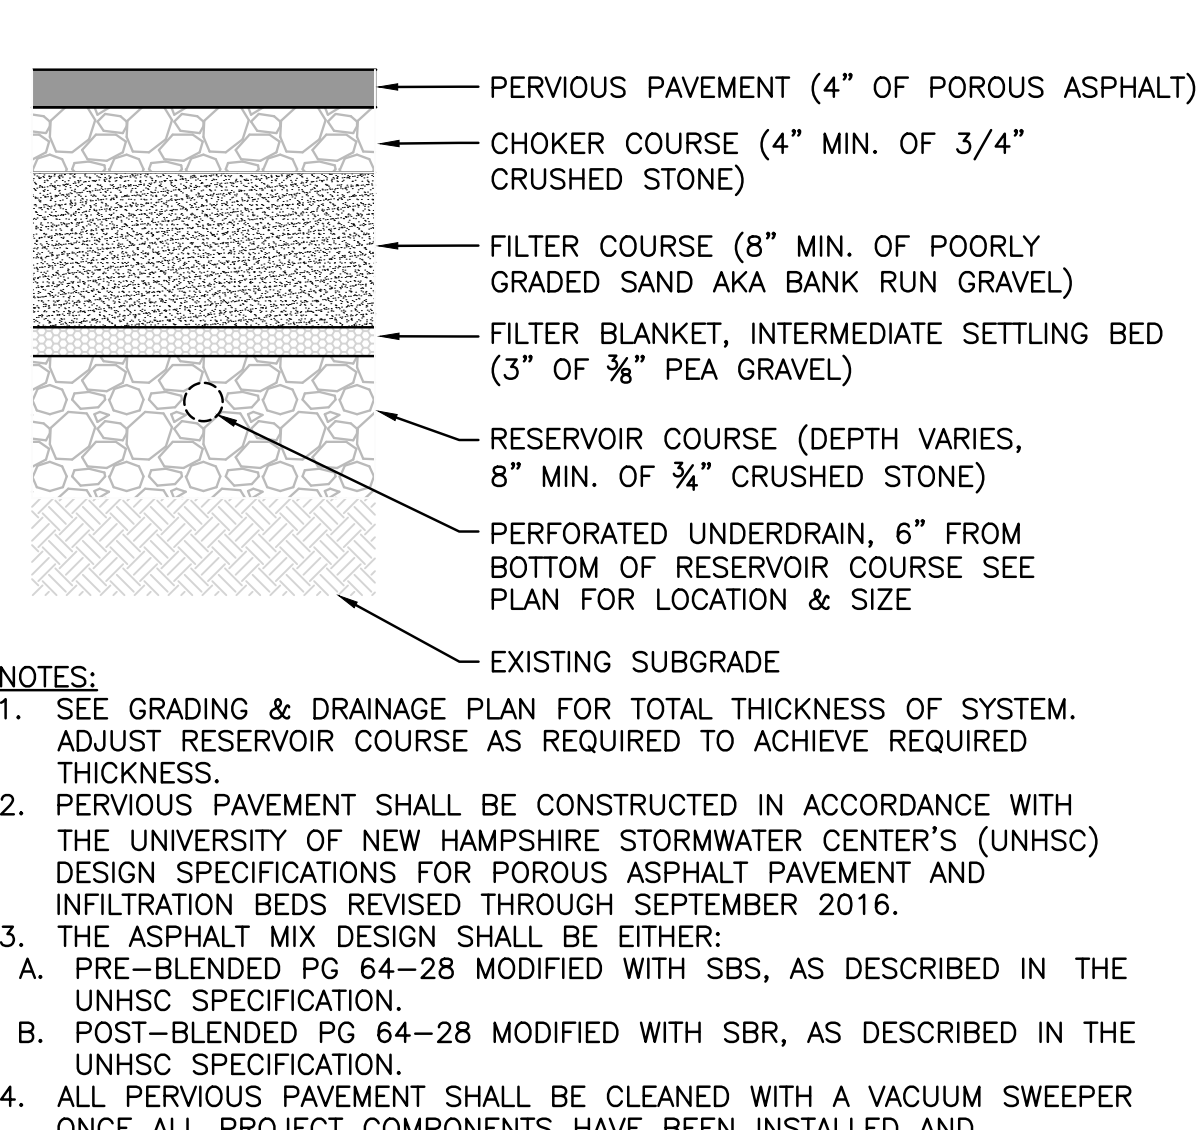 PERVIOUS PAVEMENT (4” OF POROUS ASPHALT)
CHOKER COURSE (4” MIN. OF 3/4”
CRUSHED STONE)
FILTER COURSE (8” MIN. OF POORLY
GRADED SAND AKA BANK RUN GRAVEL)
FILTER BLANKET, INTERMEDIATE SETTLING BED
(3” OF ⅜” PEA GRAVEL)
RESERVOIR COURSE (DEPTH VARIES,
8” MIN. OF ¾” CRUSHED STONE)
PERFORATED UNDERDRAIN, 6” FROM
BOTTOM OF RESERVOIR COURSE SEE
PLAN FOR LOCATION & SIZE
EXISTING SUBGRADE
NOTES:
1. SEE GRADING & DRAINAGE PLAN FOR TOTAL THICKNESS OF SYSTEM.
ADJUST RESERVOIR COURSE AS REQUIRED TO ACHIEVE REQUIRED
THICKNESS.
2. PERVIOUS PAVEMENT SHALL BE CONSTRUCTED IN ACCORDANCE WITH
THE UNIVERSITY OF NEW HAMPSHIRE STORMWATER CENTER’S (UNHSC)
DESIGN SPECIFICATIONS FOR POROUS ASPHALT PAVEMENT AND
INFILTRATION BEDS REVISED THROUGH SEPTEMBER 2016.
3. THE ASPHALT MIX DESIGN SHALL BE EITHER:
A. PRE–BLENDED PG 64–28 MODIFIED WITH SBS, AS DESCRIBED IN THE
UNHSC SPECIFICATION.
B. POST–BLENDED PG 64–28 MODIFIED WITH SBR, AS DESCRIBED IN THE
UNHSC SPECIFICATION.
4. ALL PERVIOUS PAVEMENT SHALL BE CLEANED WITH A VACUUM SWEEPER
ONCE ALL PROJECT COMPONENTS HAVE BEEN INSTALLED AND